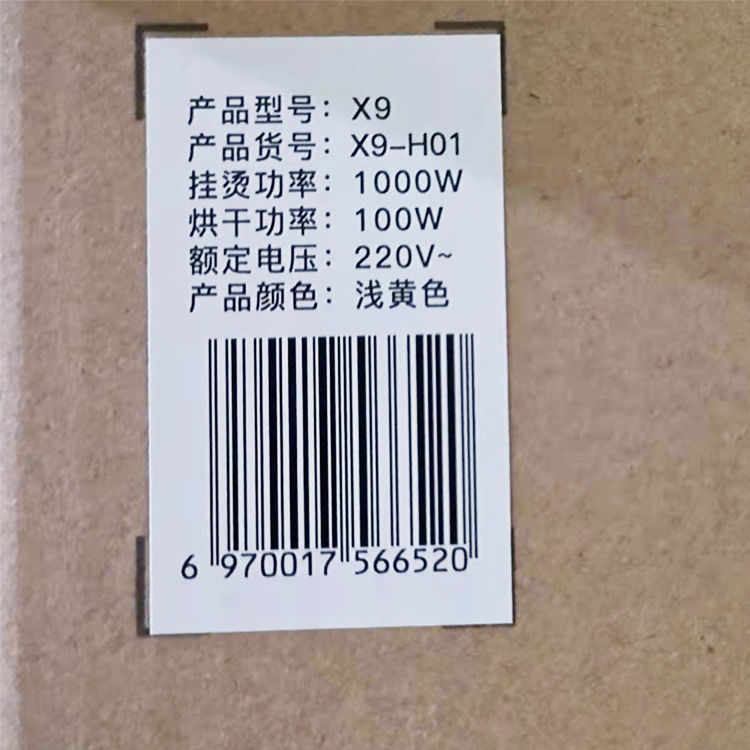 产品型号：X9
产品货号：X9-H01
挂烫功率：1000W
烘干功率：100W
额定电压：220V~
产品颜色：浅黄色
6 970017 566520